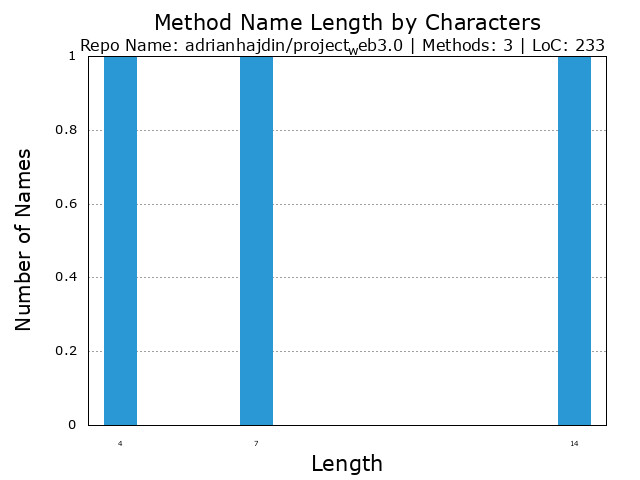 Method Name Length by Characters
Repo Name: adrianhajdin/project_web3.0 | Methods: 3 | LoC: 233
1
0.8
0.6
0.4
0.2
0
Number of Names
4 7 14
Length